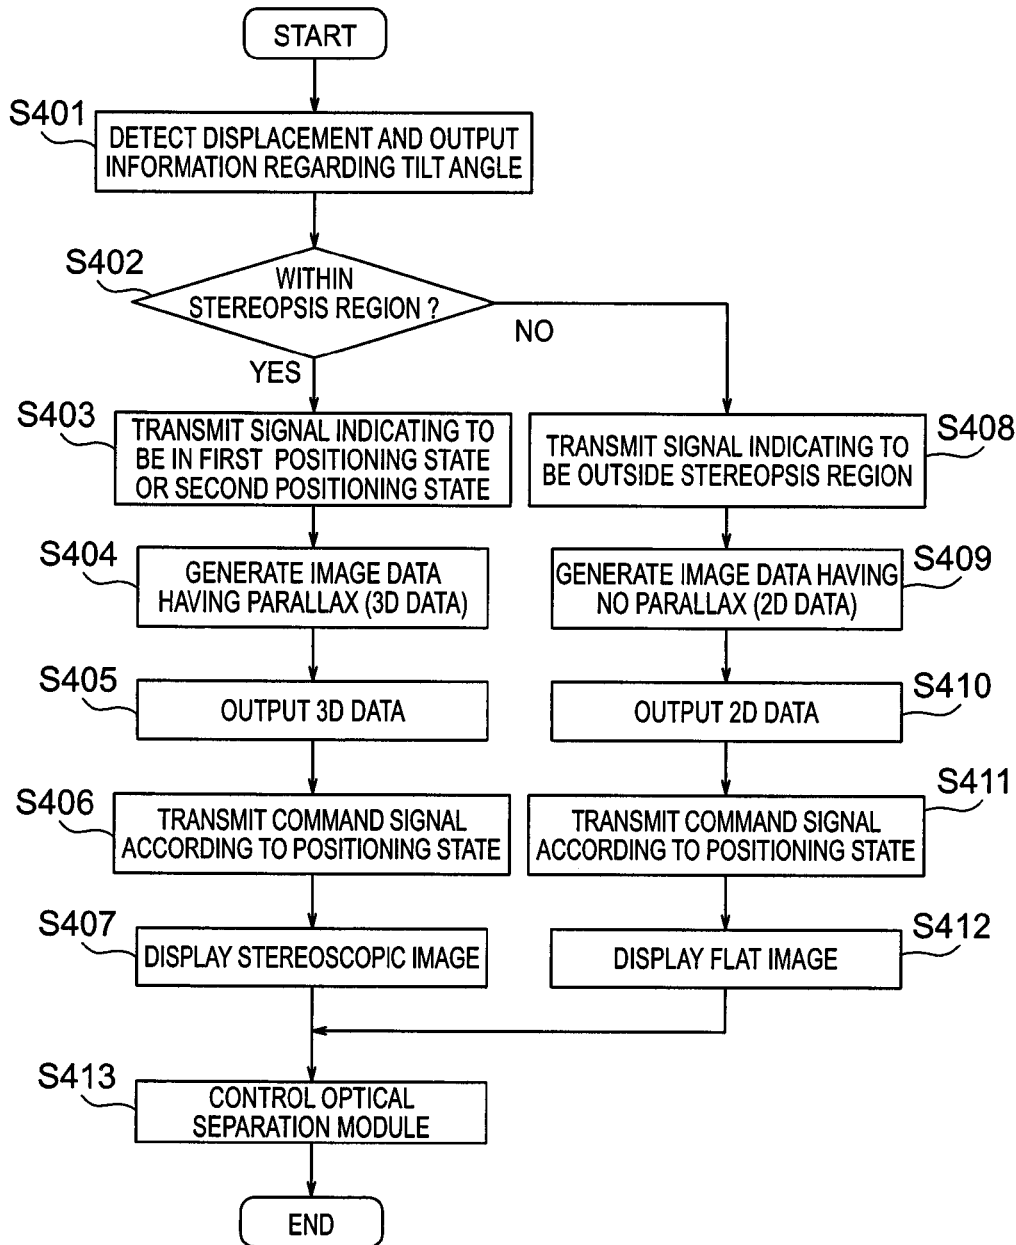 START
S401
DETECT DISPLACEMENT AND OUTPUT
INFORMATION REGARDING TILT ANGLE
S402
WITHIN
STEREOPSIS REGION ?
NO
YES
S403
TRANSMIT SIGNAL INDICATING TO
BE IN FIRST POSITIONING STATE
OR SECOND POSITIONING STATE
S408
TRANSMIT SIGNAL INDICATING TO
BE OUTSIDE STEREOPSIS REGION
S404
GENERATE IMAGE DATA
HAVING PARALLAX (3D DATA)
S409
GENERATE IMAGE DATA HAVING
NO PARALLAX (2D DATA)
S405
OUTPUT 3D DATA
S410
OUTPUT 2D DATA
S406
TRANSMIT COMMAND SIGNAL
ACCORDING TO POSITIONING STATE
S411
TRANSMIT COMMAND SIGNAL
ACCORDING TO POSITIONING STATE
S407
DISPLAY STEREOSCOPIC IMAGE
S412
DISPLAY FLAT IMAGE
S413
CONTROL OPTICAL
SEPARATION MODULE
END